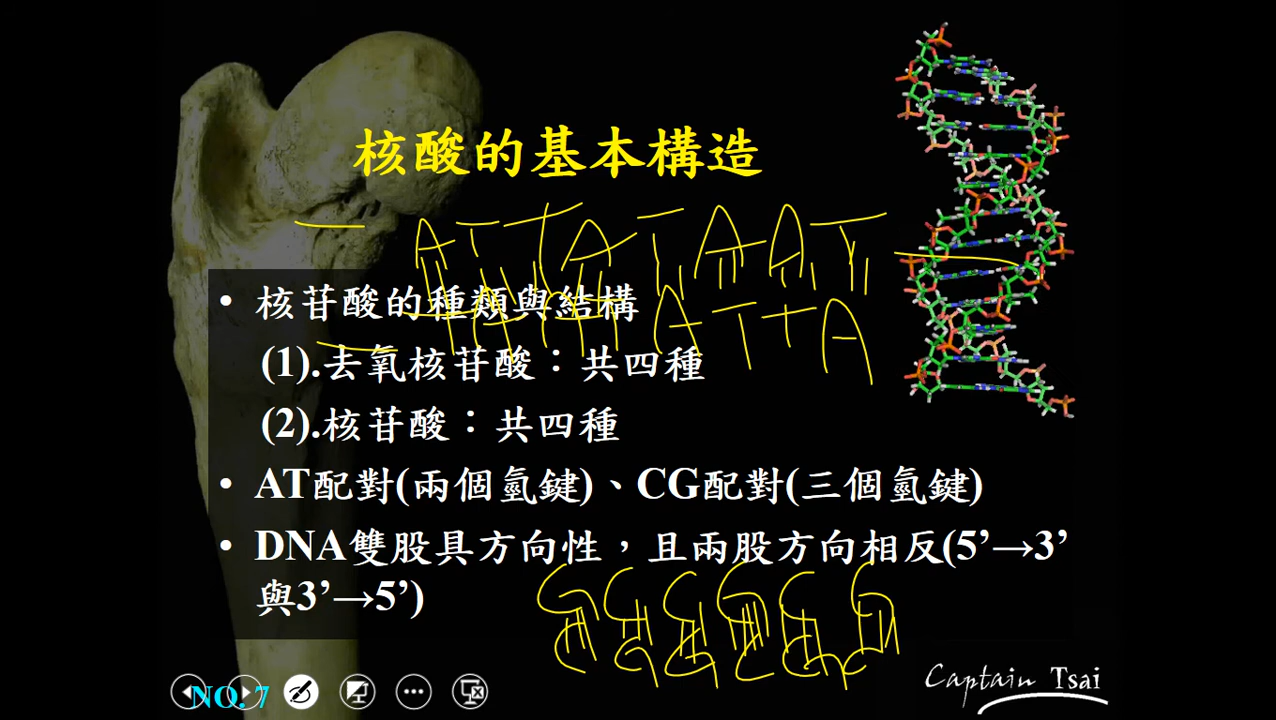 核酸的基本構造
• 核苷酸的種類與結構
(1).去氧核苷酸：共四種
(2).核苷酸：共四種
• AT配對(兩個氫鍵)、CG配對(三個氫鍵)
• DNA雙股具方向性，且兩股方向相反(5’→3’
與3’→5’)
NO. 7
Captain Tsai